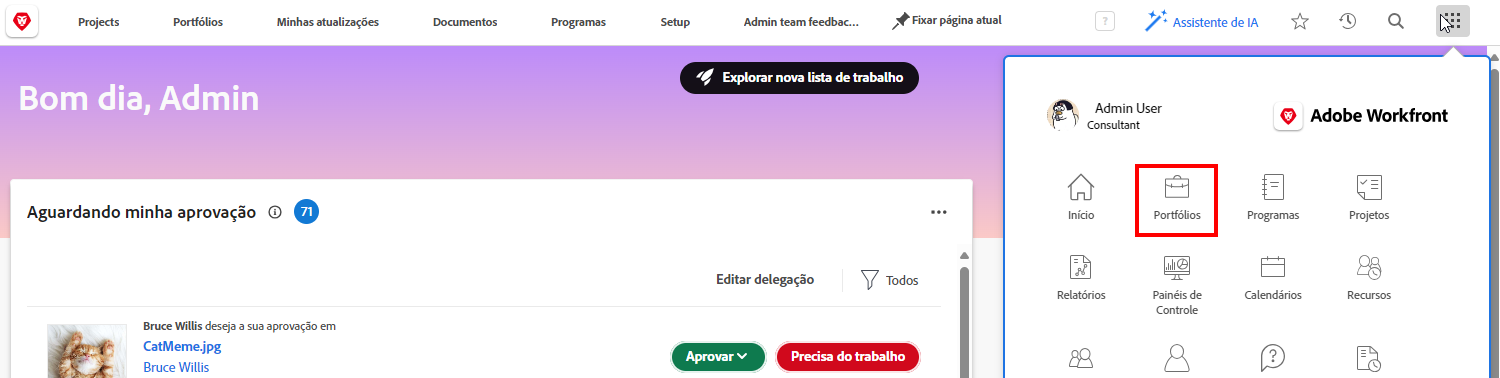 Projects Portfólios Minhas atualizações Documentos Programas Setup Admin team feedbac... Fixar página atual ? Assistente de IA
Explorar nova lista de trabalho
Bom dia, Admin
Admin User
Consultant
Adobe Workfront
Início Portfólios Programas Projetos
Aguardando minha aprovação 71
Relatórios Painéis de Controle Calendários Recursos
Editar delegação Todos
Bruce Willis deseja a sua aprovação em
CatMeme.jpg
Bruce Willis
Aprovar Precisa do trabalho